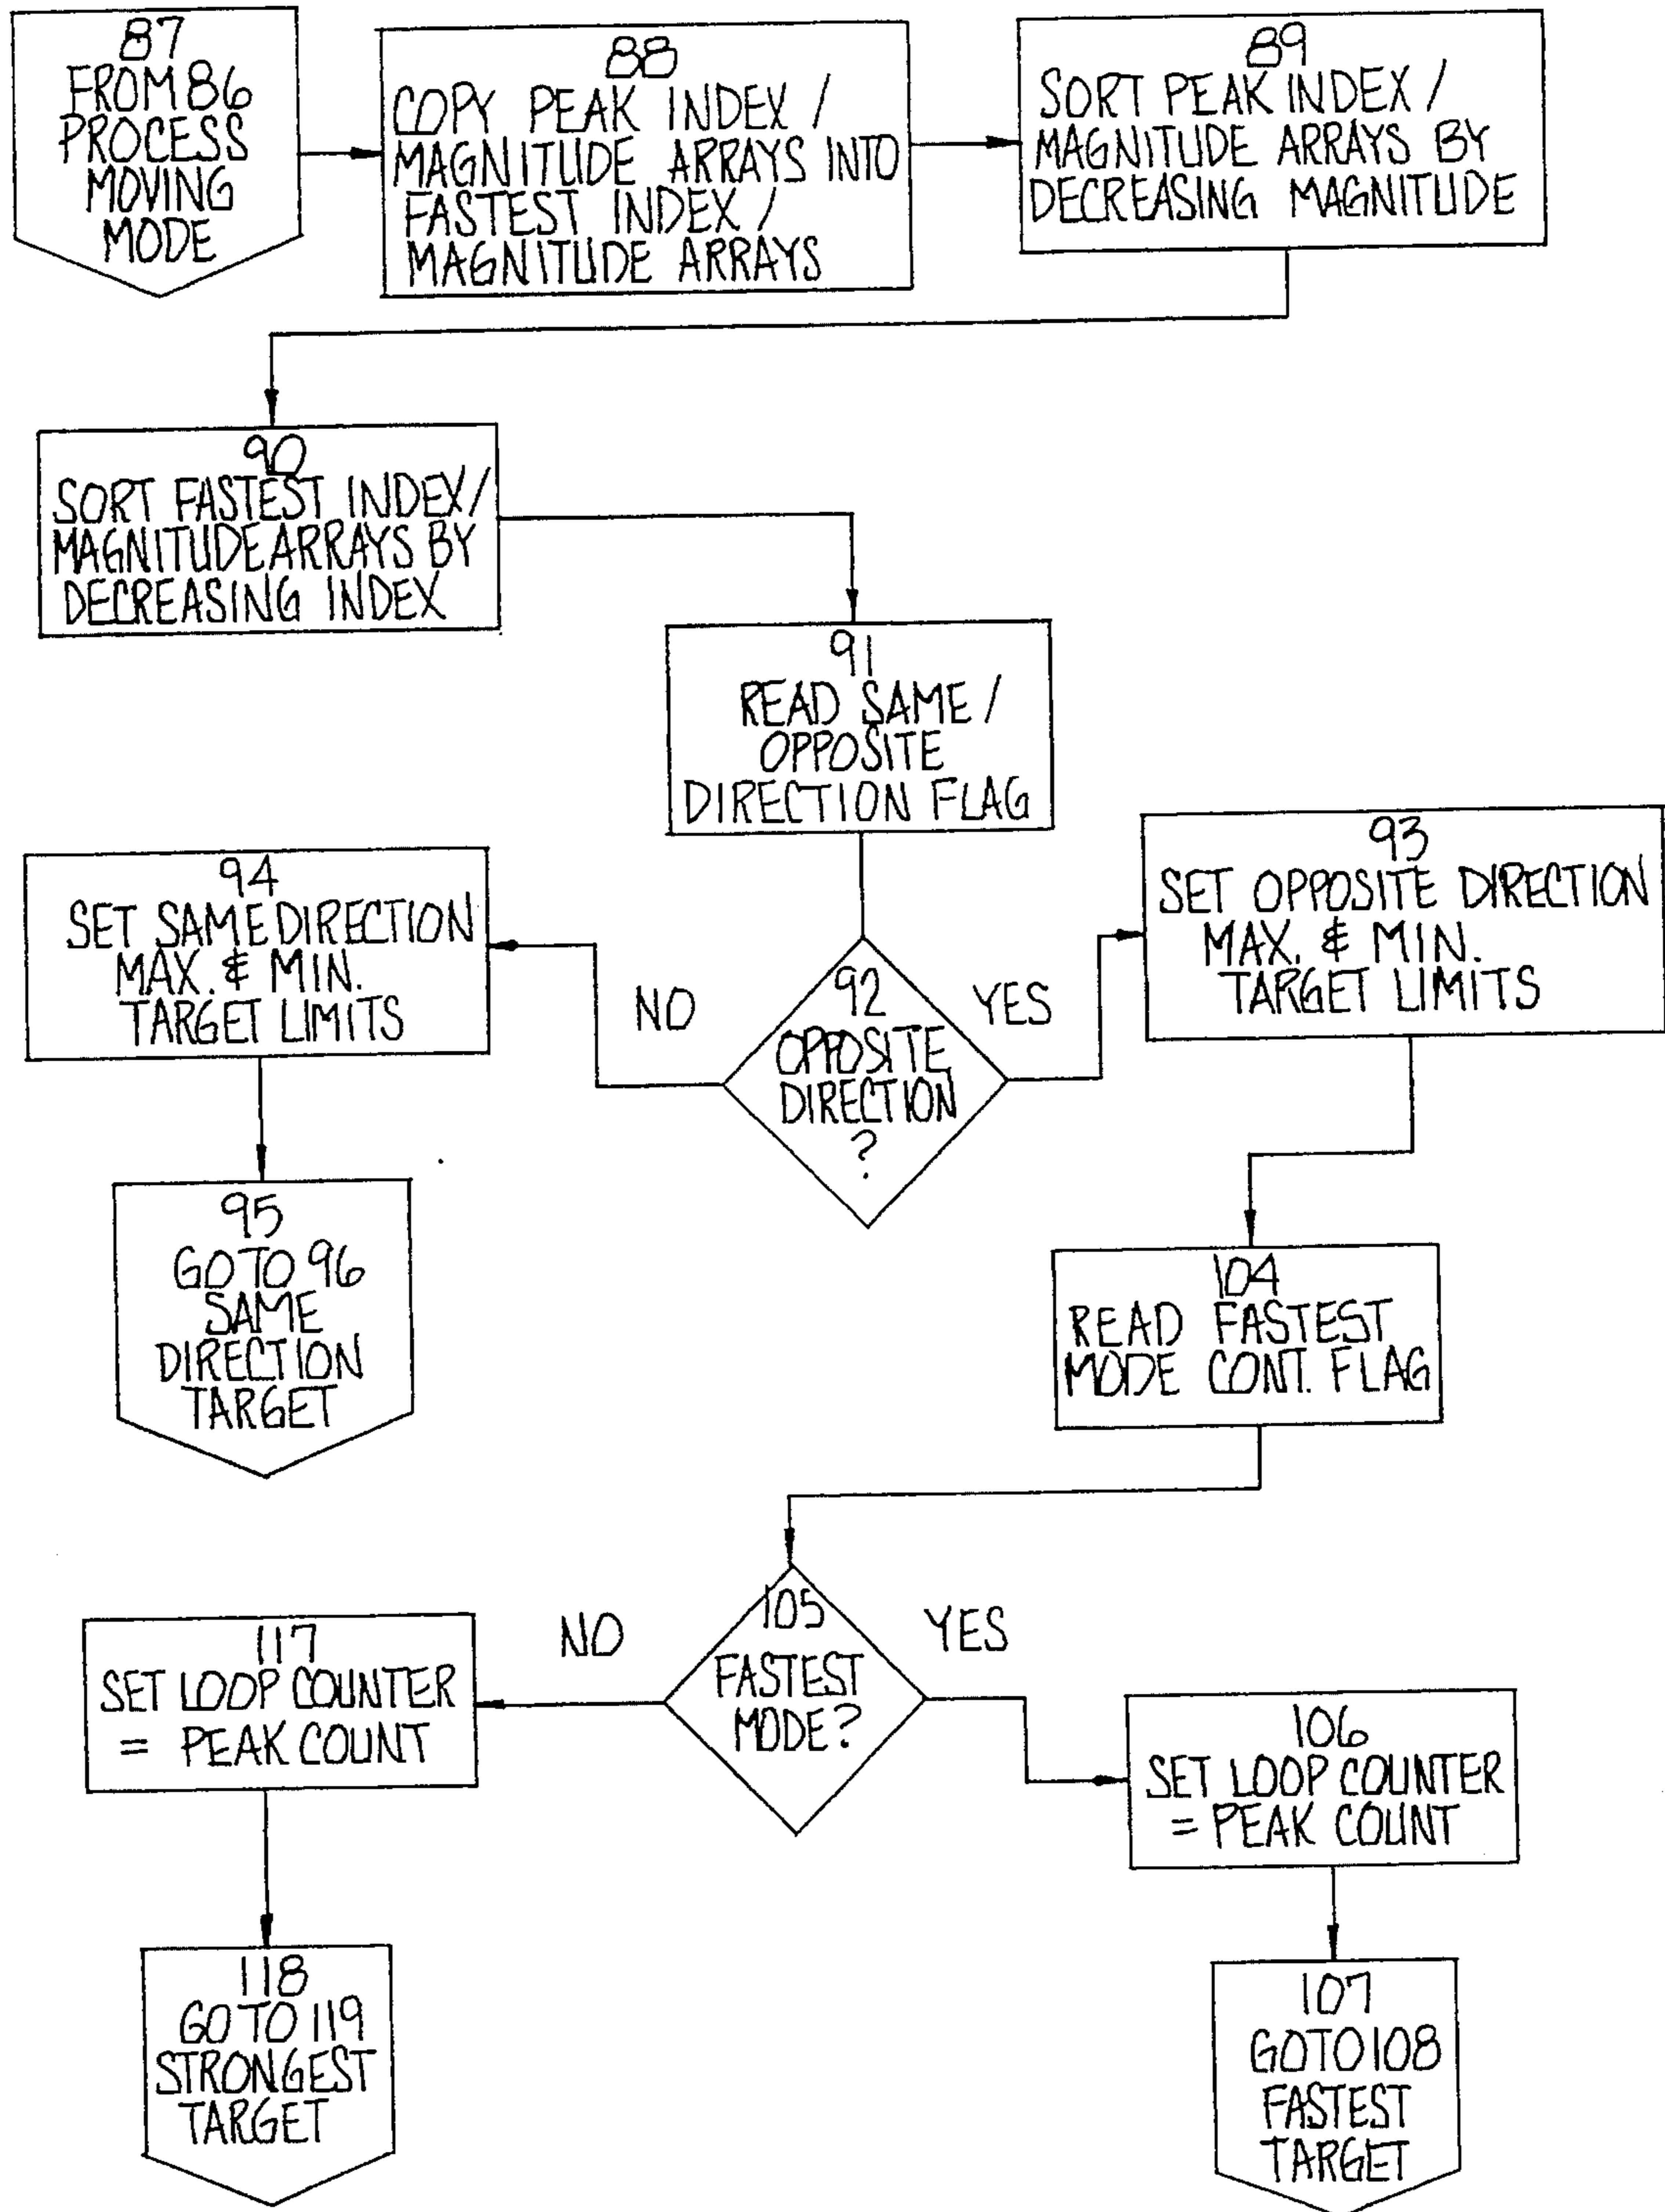 87
FROM 86
PROCESS
MOVING
MODE
88
COPY PEAK INDEX /
MAGNITUDE ARRAYS INTO
FASTEST INDEX /
MAGNITUDE ARRAYS
89
SORT PEAK INDEX /
MAGNITUDE ARRAYS BY
DECREASING MAGNITUDE
90
SORT FASTEST INDEX/
MAGNITUDE ARRAYS BY
DECREASING INDEX
91
READ SAME /
OPPOSITE
DIRECTION FLAG
94
SET SAME DIRECTION
MAX. & MIN.
TARGET LIMITS
NO
92
OPPOSITE
DIRECTION
?
YES
93
SET OPPOSITE DIRECTION
MAX. & MIN.
TARGET LIMITS
95
GO TO 96
SAME
DIRECTION
TARGET
104
READ FASTEST
MODE CONT. FLAG
117
SET LOOP COUNTER
= PEAK COUNT
NO
105
FASTEST
MODE?
YES
106
SET LOOP COUNTER
= PEAK COUNT
118
GO TO 119
STRONGEST
TARGET
107
GO TO 108
FASTEST
TARGET